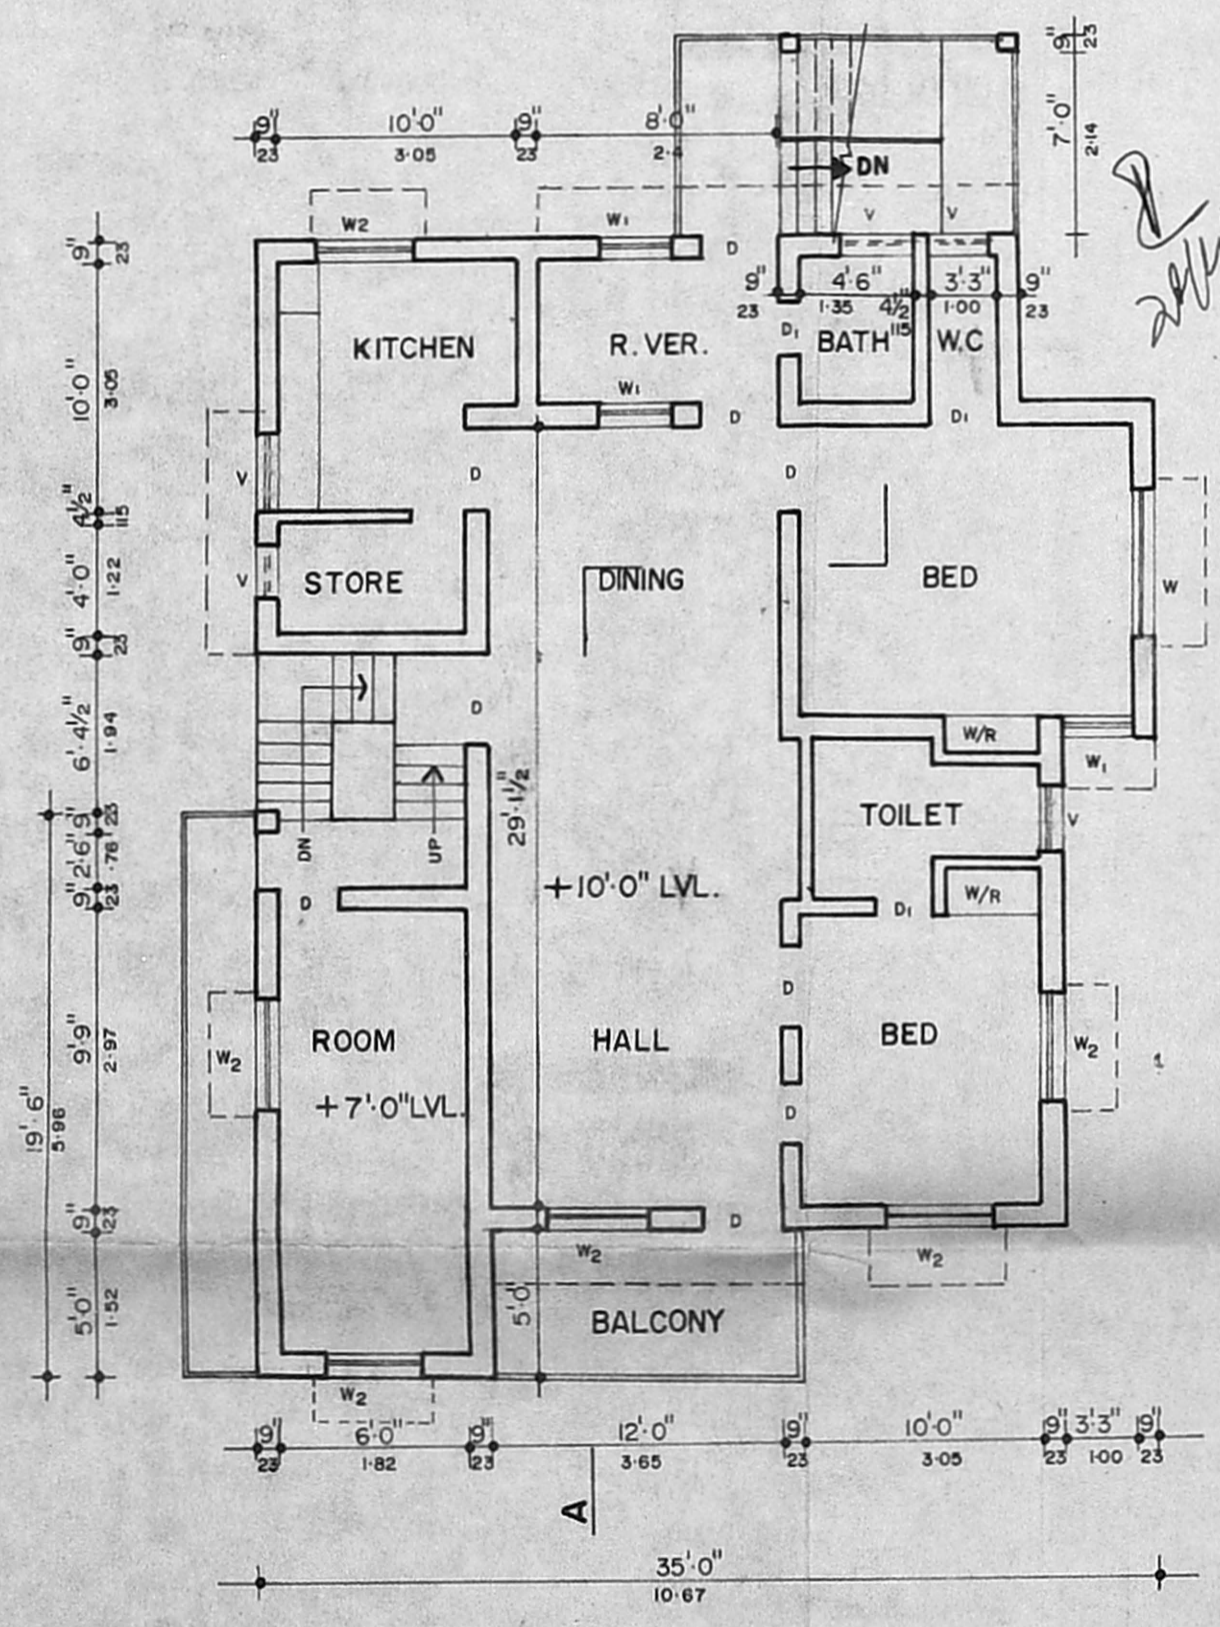 9" 23
7'·0" 2·14
9" 10'·0" 9" 8'·0"
23 3·05 23 2·4
DN
W2 W1 V V
D
9" 4'·6" 3'·3" 9"
23 1·35 4½" 115 1·00 23
9" 23
KITCHEN R. VER. D1 BATH W.C
10'·0" 3·05
W1
D D1
V D D
4½" 115
4'·0" 1·22
V STORE DINING BED W
9" 23
D
6'·4½" 1·94
W/R
W1
29'·1½"
9" 23
TOILET V
DN UP
2'·6" ·76
+10'·0" LVL.
W/R
9" 23
D D1
D
9'·9" 2·97
ROOM HALL BED
W2 W2
+7'·0" LVL.
D
19'·6" 5·96
9" 23
D
W2 W2
5'·0" 1·52
5'·0"
BALCONY
W2
9" 6'·0" 9" 12'·0" 9" 10'·0" 9" 3'·3" 9"
23 1·82 23 3·65 23 3·05 23 1·00 23
A
35'·0"
10·67